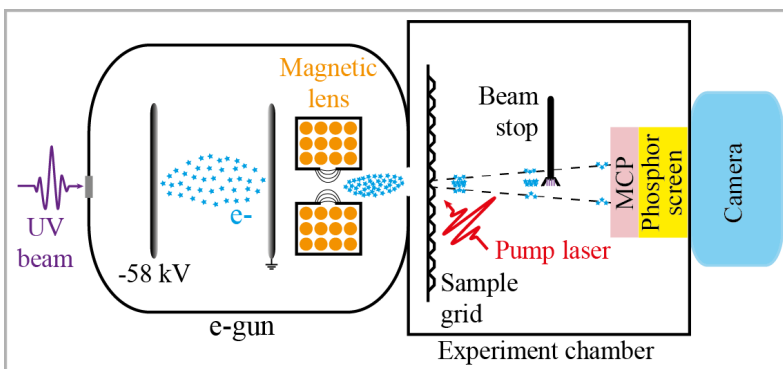 UV
beam
-58 kV
e-
Magnetic
lens
e-gun
Beam
stop
Pump laser
Sample
grid
MCP
Phosphor
screen
Camera
Experiment chamber